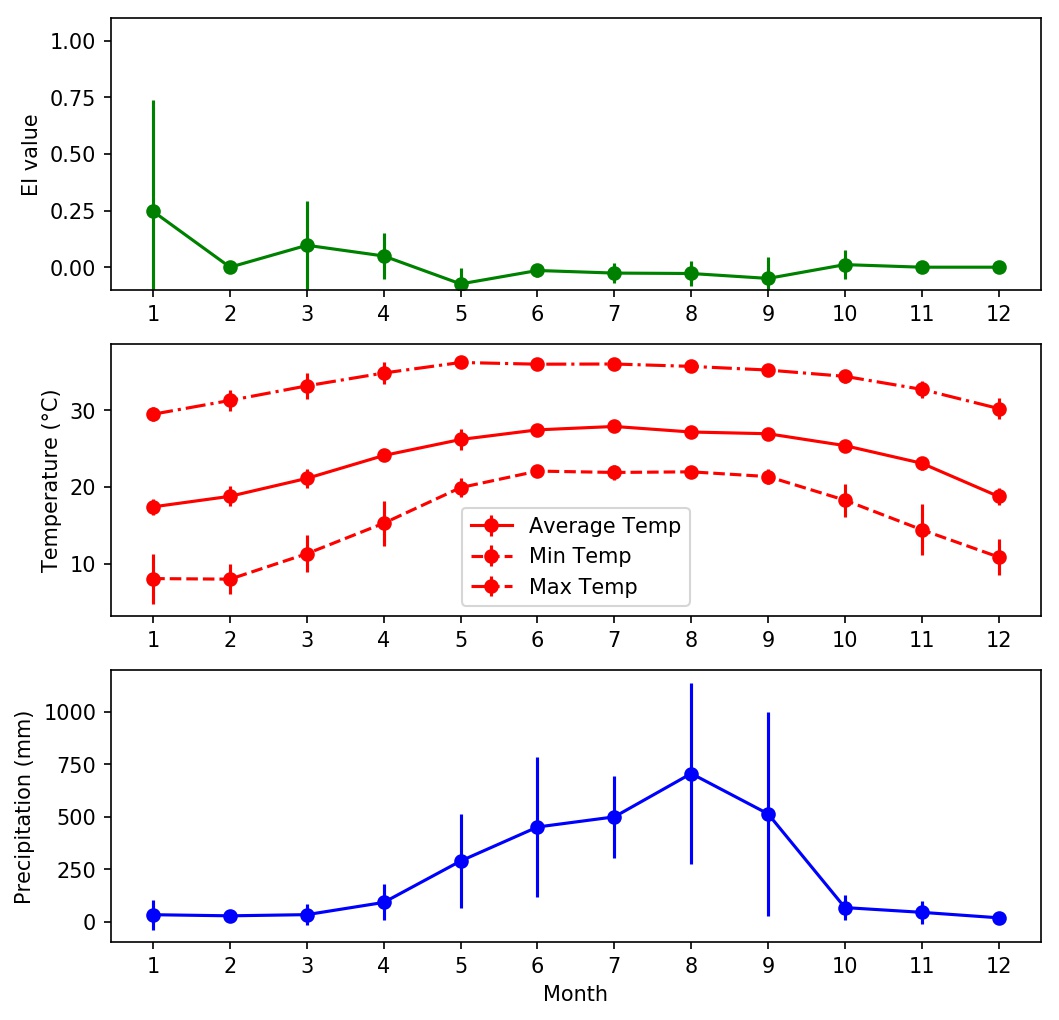 EI value
1.00
0.75
0.50
0.25
0.00
1 2 3 4 5 6 7 8 9 10 11 12
Temperature (°C)
30
20
10
Average Temp
Min Temp
Max Temp
1 2 3 4 5 6 7 8 9 10 11 12
Precipitation (mm)
1000
750
500
250
0
1 2 3 4 5 6 7 8 9 10 11 12
Month